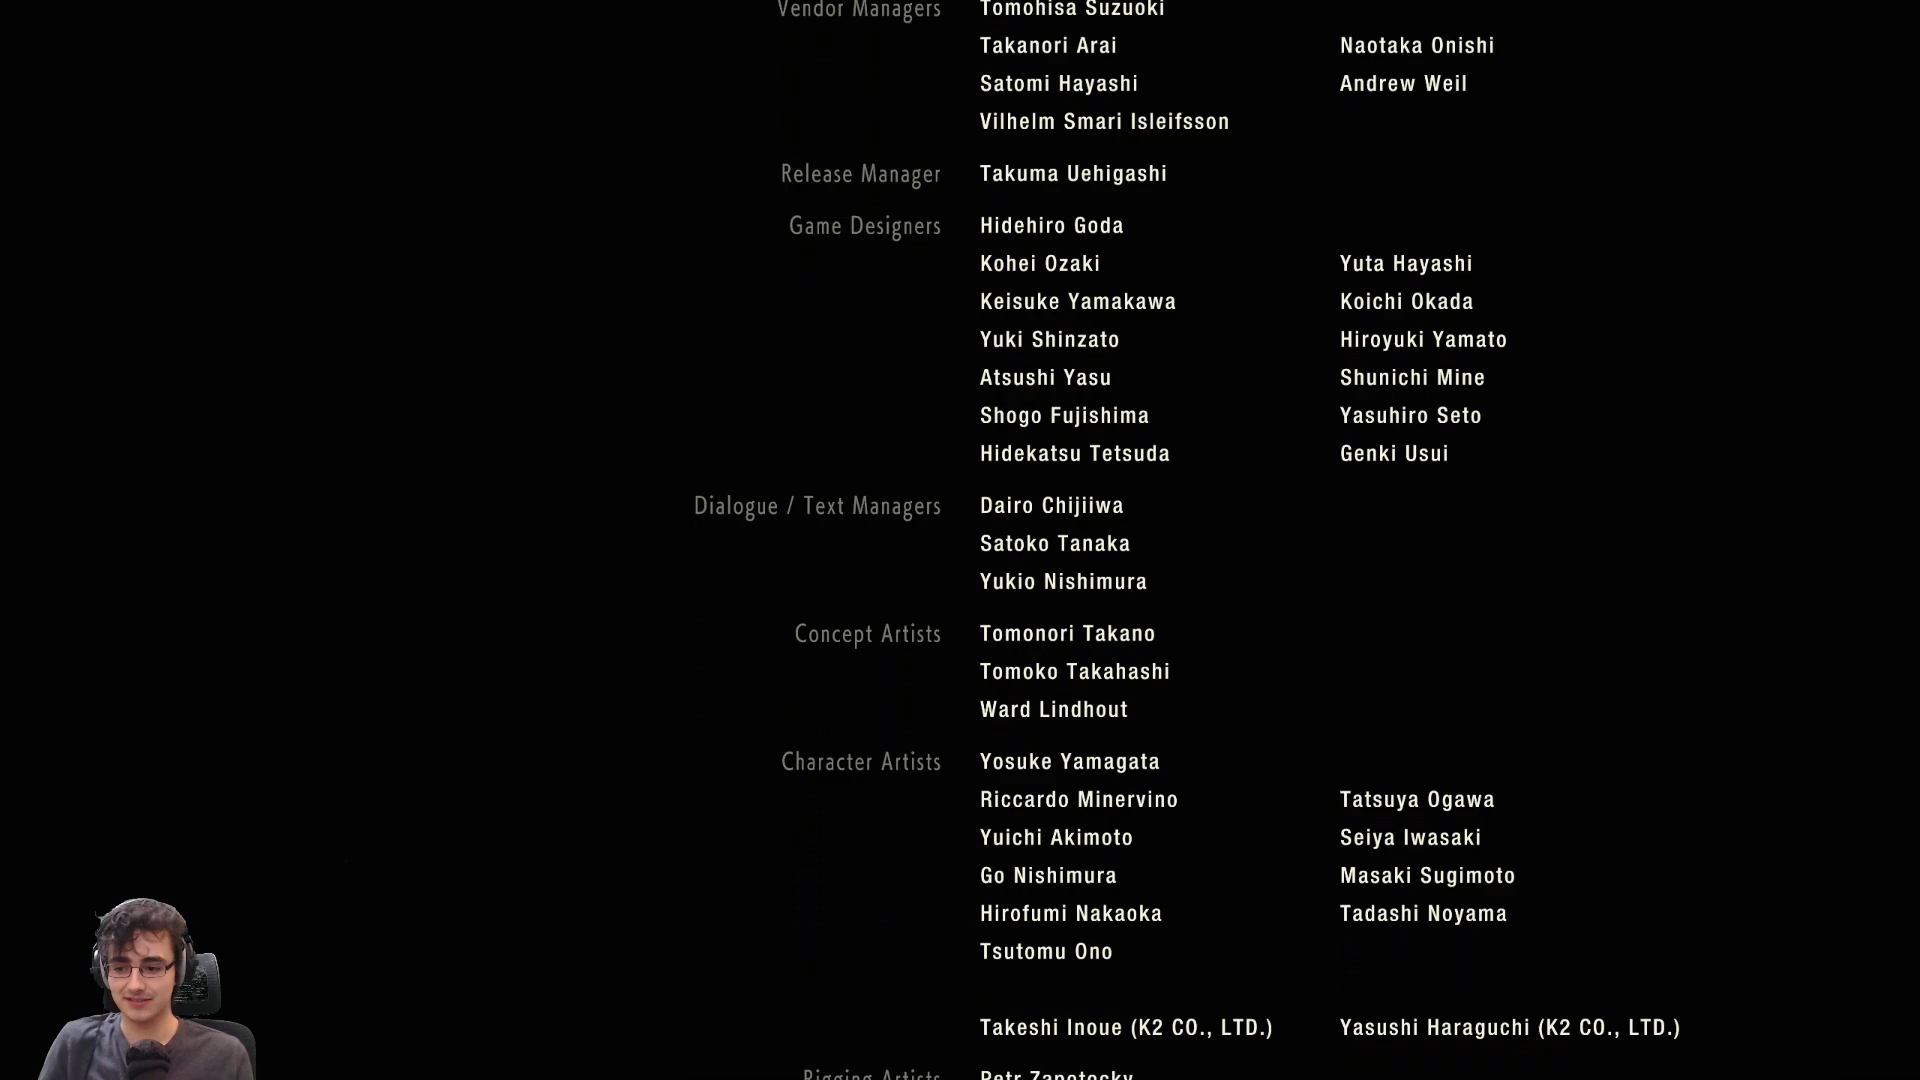 Vendor Managers Tomohisa Suzuoki
Takanori Arai Naotaka Onishi
Satomi Hayashi Andrew Weil
Vilhelm Smari Isleifsson
Release Manager Takuma Uehigashi
Game Designers Hidehiro Goda
Kohei Ozaki Yuta Hayashi
Keisuke Yamakawa Koichi Okada
Yuki Shinzato Hiroyuki Yamato
Atsushi Yasu Shunichi Mine
Shogo Fujishima Yasuhiro Seto
Hidekatsu Tetsuda Genki Usui
Dialogue / Text Managers Dairo Chijiiwa
Satoko Tanaka
Yukio Nishimura
Concept Artists Tomonori Takano
Tomoko Takahashi
Ward Lindhout
Character Artists Yosuke Yamagata
Riccardo Minervino Tatsuya Ogawa
Yuichi Akimoto Seiya Iwasaki
Go Nishimura Masaki Sugimoto
Hirofumi Nakaoka Tadashi Noyama
Tsutomu Ono
Takeshi Inoue (K2 CO., LTD.) Yasushi Haraguchi (K2 CO., LTD.)
Rigging Artists Petr Zapotocky